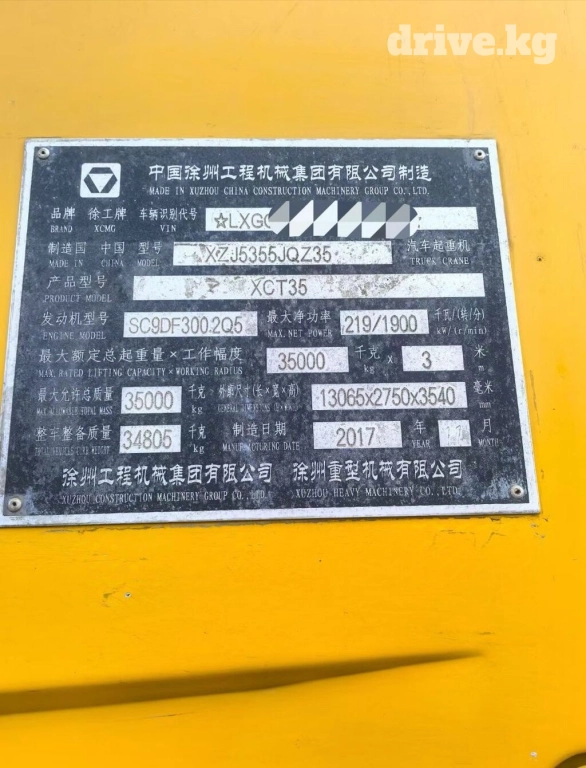 drive.kg
中国徐州工程机械集团有限公司制造
MADE IN XUZHOU CHINA CONSTRUCTION MACHINERY GROUP CO.,LTD.
品牌 徐工牌 车辆识别代号 ☆LXG
BRAND XCMG VIN
制造国 中国 型号 XZJ5355JQZ35 汽车起重机
MADE IN CHINA MODEL TRUCK CRANE
产品型号 XCT35
PRODUCT MODEL
发动机型号 SC9DF300.2Q5 最大净功率 219/1900 千瓦/(转/分)
ENGINE MODEL MAX.NET POWER kW/(r/min)
最大额定总起重量×工作幅度 35000 千克 x 3 米
MAX.RATED LIFTING CAPACITY×WORKING RADIUS kg m
最大允许总质量 35000 千克 外廓尺寸(长×宽×高) 13065x2750x3540 毫米
kg mm
整车整备质量 34805 千克 制造日期 2017 年 月
kg MANUFACTURING DATE YEAR MONTH
徐州工程机械集团有限公司 徐州重型机械有限公司
XUZHOU CONSTRUCTION MACHINERY GROUP CO.,LTD. XUZHOU HEAVY MACHINERY CO.,LTD.